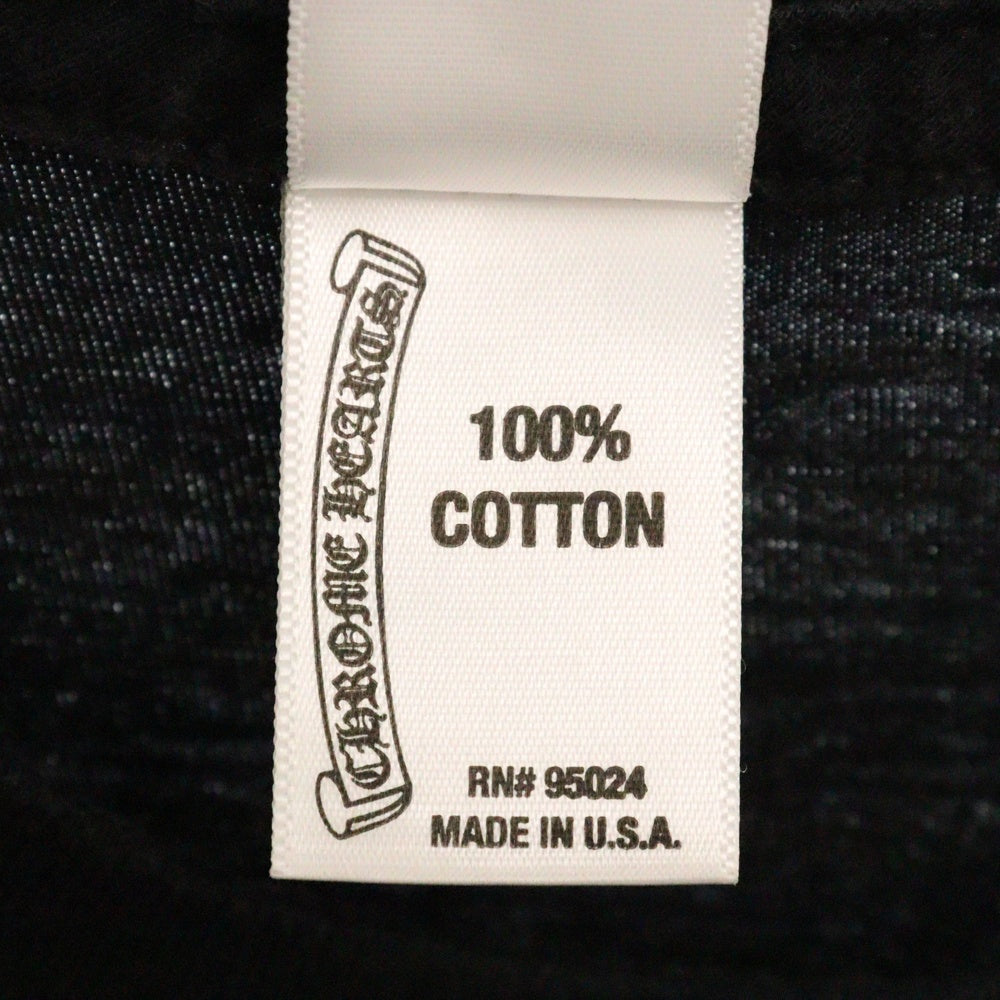 CHROME HEARTS
100%
COTTON
RN# 95024
MADE IN U.S.A.